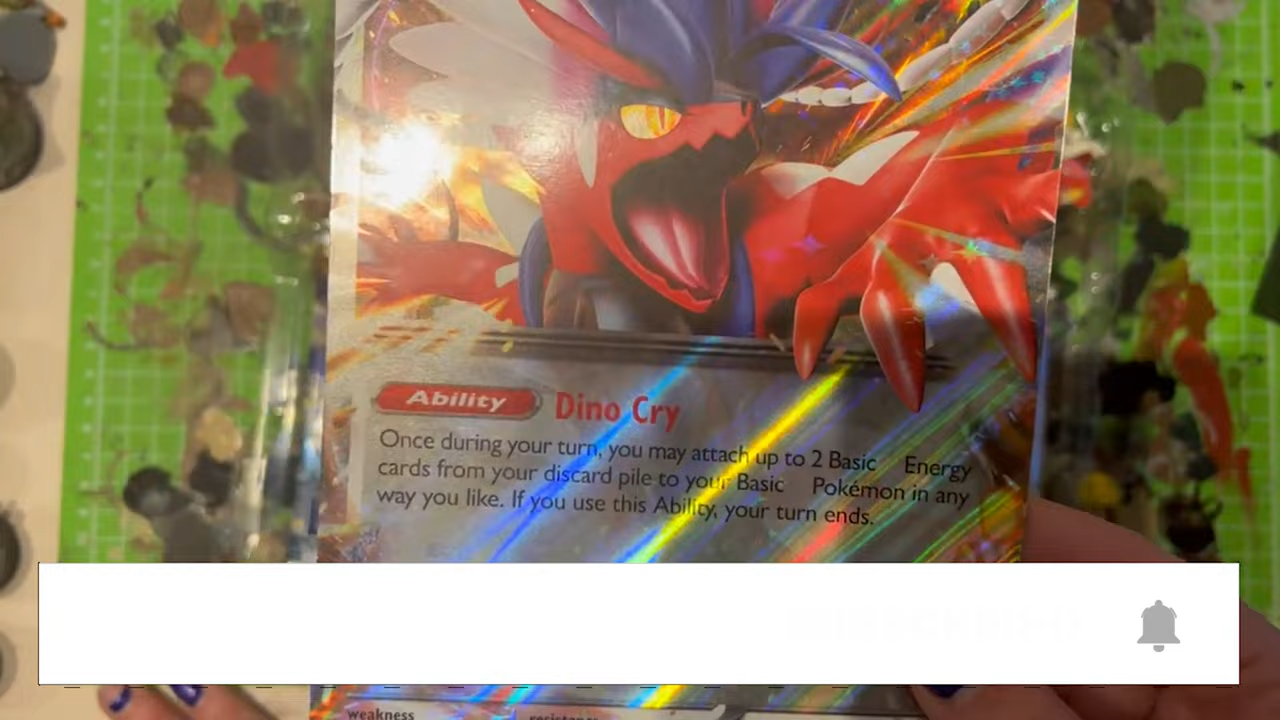 Ability Dino Cry
Once during your turn, you may attach up to 2 Basic Energy
cards from your discard pile to your Basic Pokémon in any
way you like. If you use this Ability, your turn ends.
weakness resistance